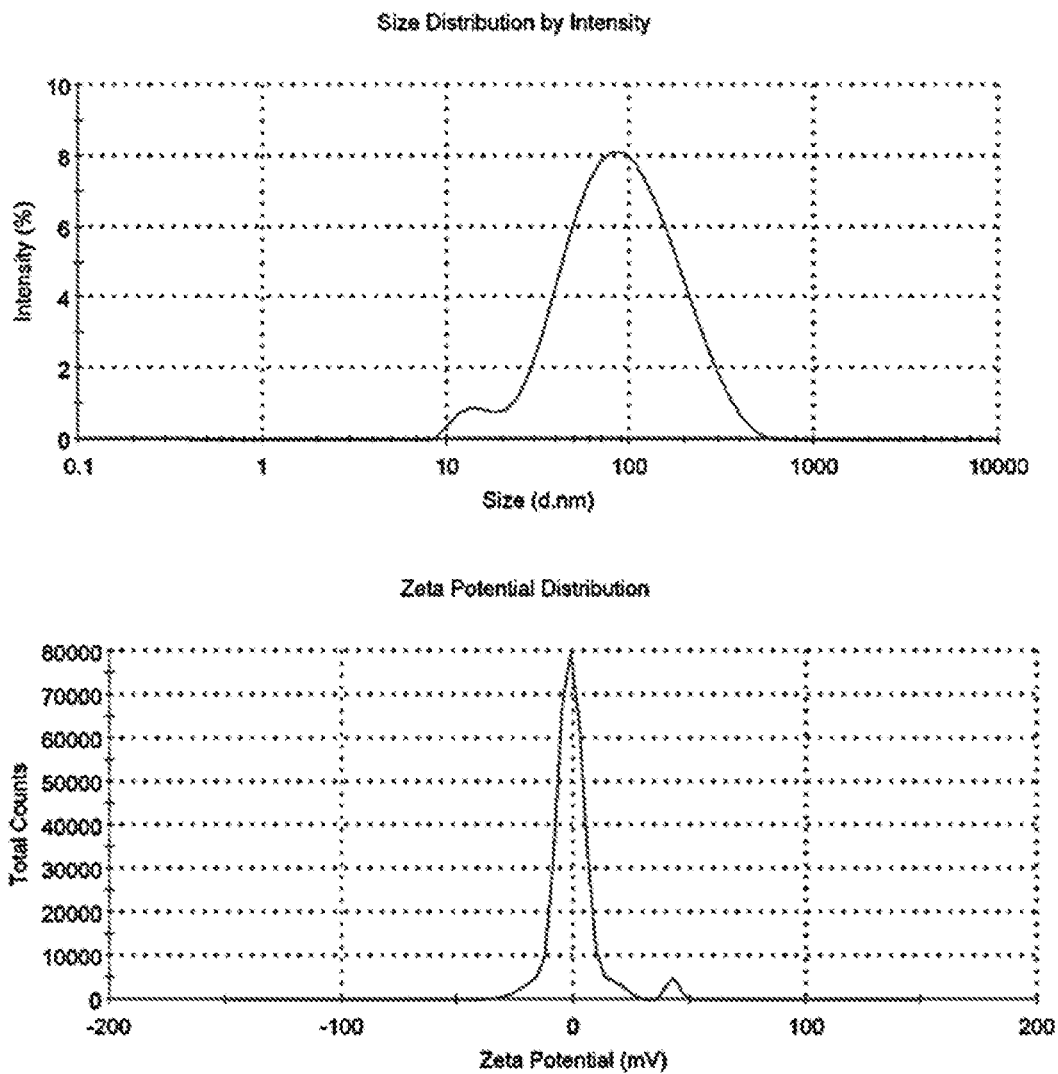 Size Distribution by Intensity
10
8
6
4
2
0
Intensity (%)
0.1 1 10 100 1000 10000
Size (d.nm)
Zeta Potential Distribution
80000
70000
60000
50000
40000
30000
20000
10000
0
Total Counts
-200 -100 0 100 200
Zeta Potential (mV)